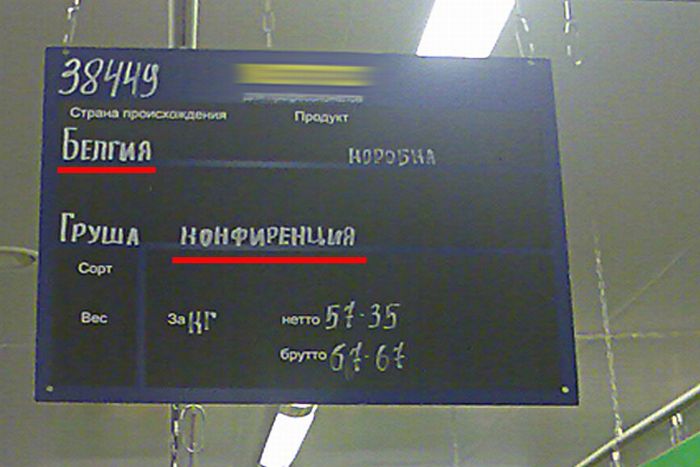 38449
Страна происхождения Продукт
Белгия коробка
Груша конфиренция
Сорт
Вес За кг нетто 57-35
брутто 67-67